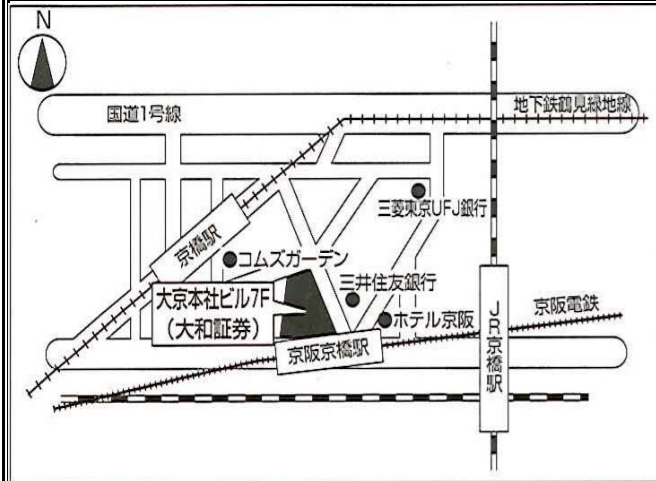 N
国道1号線
地下鉄鶴見緑地線
三菱東京UFJ銀行
京橋駅
コムズガーデン
大京本社ビル7F
(大和証券)
三井住友銀行
ホテル京阪
京阪電鉄
JR京橋駅
京阪京橋駅